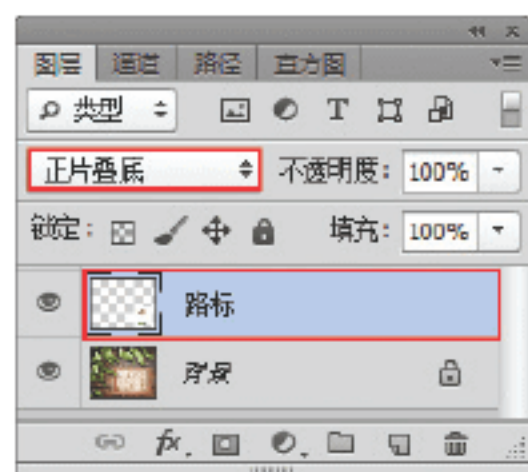 图层 通道 路径 直方图
类型
正片叠底 不透明度: 100%
锁定: 填充: 100%
路标
背景
fx.